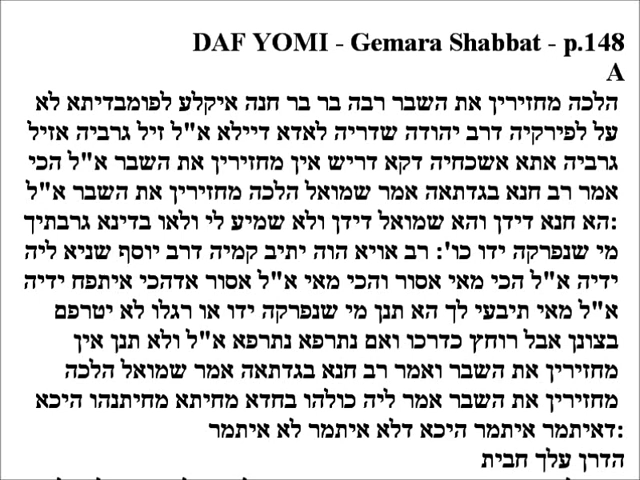 DAF YOMI - Gemara Shabbat - p.148
A
הלכה מחזירין את השבר רבה בר בר חנה איקלע לפומבדיתא לא
על לפירקיה דרב יהודה שדריה לאדא דיילא א"ל זיל גרביה אזיל
גרביה אתא אשכחיה דקא דריש אין מחזירין את השבר א"ל הכי
אמר רב חנא בגדתאה אמר שמואל הלכה מחזירין את השבר א"ל
:הא חנא דידן והא שמואל דידן ולא שמיע לי ולאו בדינא גרבתיך
מי שנפרקה ידו כו': רב אויא הוה יתיב קמיה דרב יוסף שניא ליה
ידיה א"ל הכי מאי אסור והכי מאי א"ל אסור אדהכי איתפח ידיה
א"ל מאי תיבעי לך הא תנן מי שנפרקה ידו או רגלו לא יטרפם
בצונן אבל רוחץ כדרכו ואם נתרפא נתרפא א"ל ולא תנן אין
מחזירין את השבר ואמר רב חנא בגדתאה אמר שמואל הלכה
מחזירין את השבר אמר ליה כולהו בחדא מחיתא מחיתנהו היכא
:דאיתמר איתמר היכא דלא איתמר לא איתמר
הדרן עלך חבית